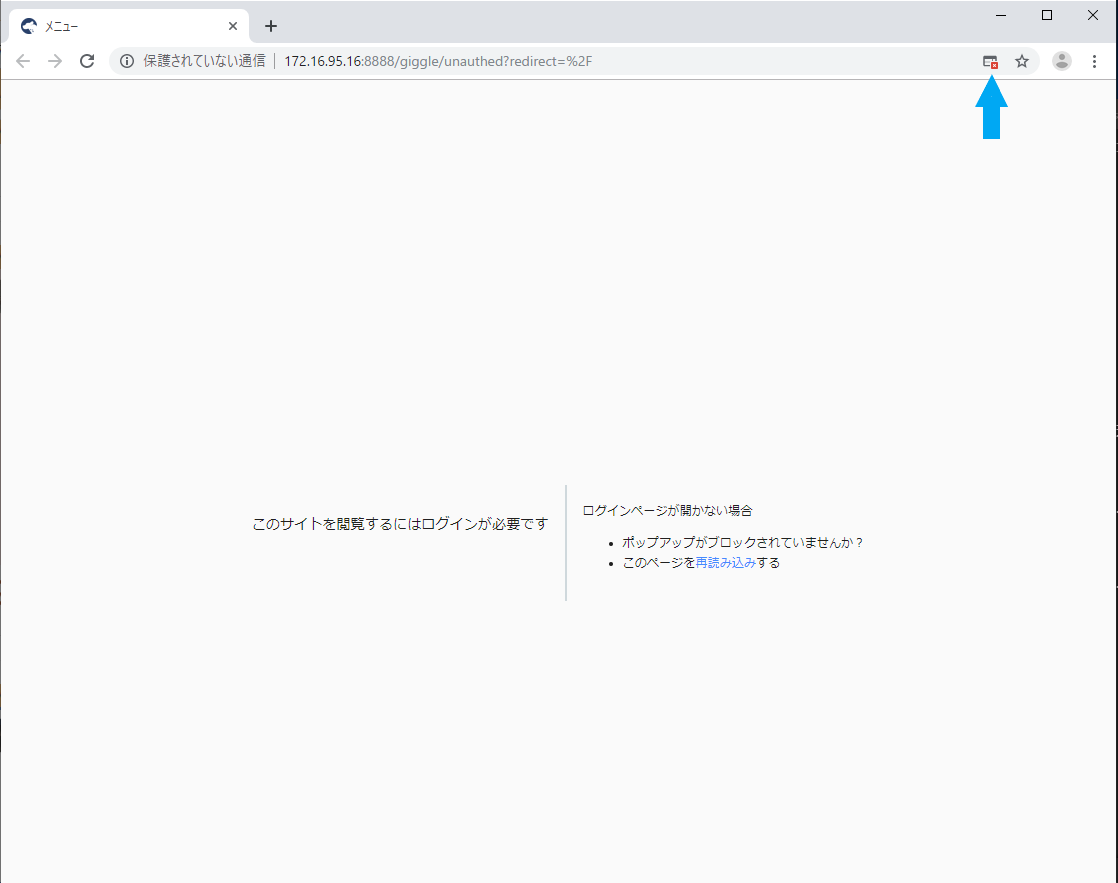 メニュー
保護されていない通信 172.16.95.16:8888/giggle/unauthed?redirect=%2F
このサイトを閲覧するにはログインが必要です
ログインページが開かない場合
ポップアップがブロックされていませんか？
このページを再読み込みする